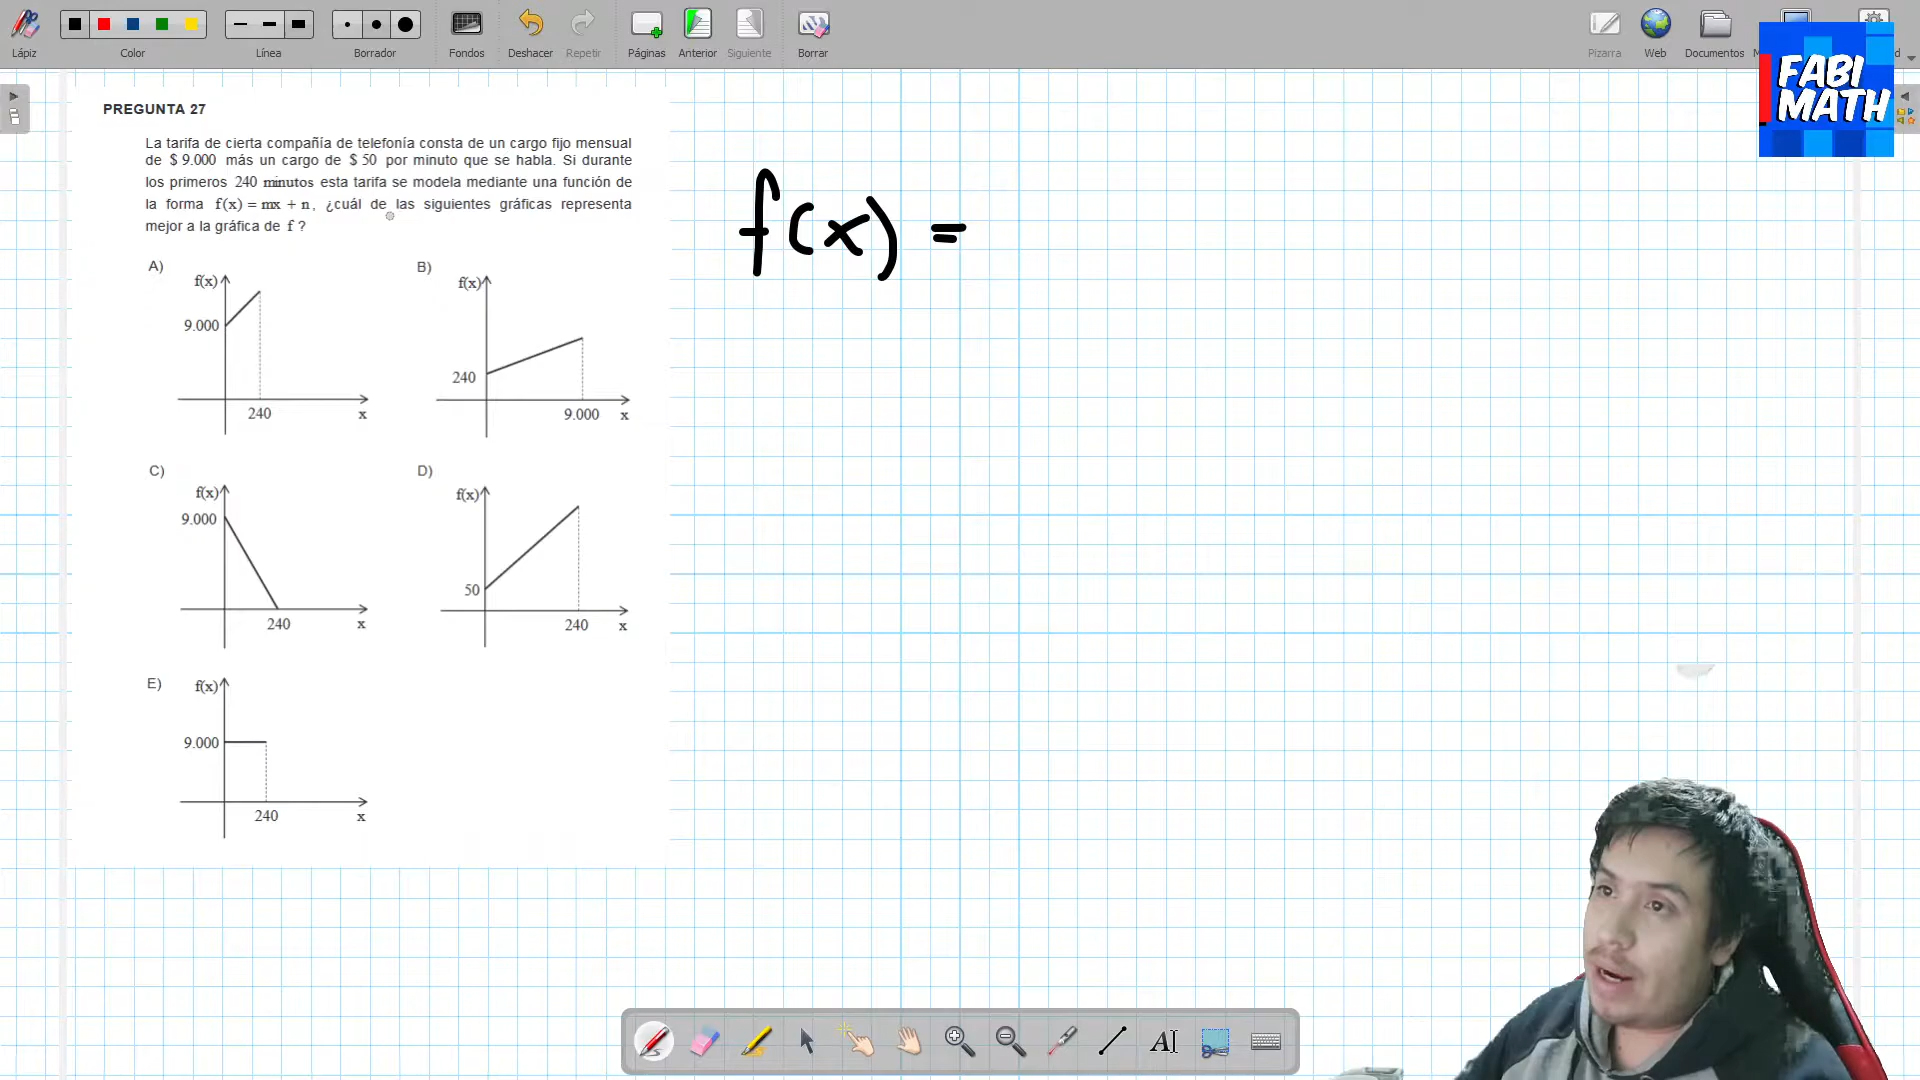 Lápiz
Color
Línea
Borrador
Fondos
Deshacer
Repetir
Páginas
Anterior
Siguiente
Borrar
Pizarra
Web
Documentos
FABI
MATH
PREGUNTA 27
La tarifa de cierta compañía de telefonía consta de un cargo fijo mensual
de $ 9.000 más un cargo de $ 50 por minuto que se habla. Si durante
los primeros 240 minutos esta tarifa se modela mediante una función de
la forma f(x) = mx + n, ¿cuál de las siguientes gráficas representa
mejor a la gráfica de f ?
f(x) =
A)
f(x)
9.000
240
x
B)
f(x)
240
9.000
x
C)
f(x)
9.000
240
x
D)
f(x)
50
240
x
E)
f(x)
9.000
240
x
AI